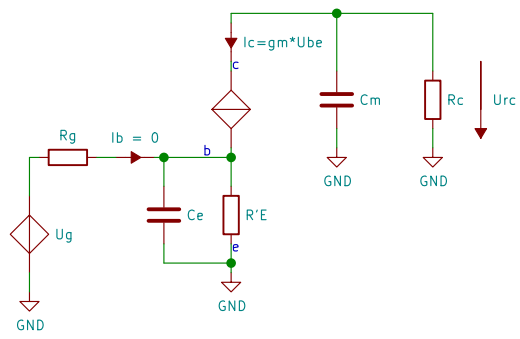 Ic=gm*Ube
c
Cm
Rc
Urc
Rg
Ib = 0
b
GND
GND
Ce
R'E
Ug
e
GND
GND